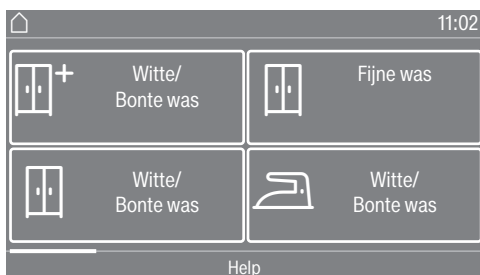 11:02
Witte/
Bonte was
Fijne was
Witte/
Bonte was
Witte/
Bonte was
Help